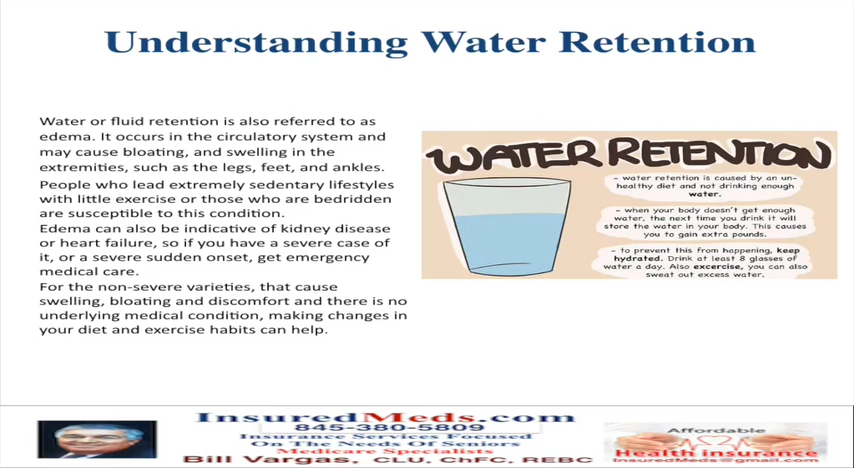 Understanding Water Retention
Water or fluid retention is also referred to as
edema. It occurs in the circulatory system and
may cause bloating, and swelling in the
extremities, such as the legs, feet, and ankles.
People who lead extremely sedentary lifestyles
with little exercise or those who are bedridden
are susceptible to this condition.
Edema can also be indicative of kidney disease
or heart failure, so if you have a severe case of
it, or a severe sudden onset, get emergency
medical care.
For the non-severe varieties, that cause
swelling, bloating and discomfort and there is no
underlying medical condition, making changes in
your diet and exercise habits can help.
WATER RETENTION
- water retention is caused by an un-
healthy diet and not drinking enough
water.
- when your body doesn't get enough
water, the next time you drink it will
store the water in your body. This causes
you to gain extra pounds.
- to prevent this from happening, keep
hydrated. Drink at least 8 glasses of
water a day. Also excercise, you can also
sweat out excess water.
InsuredMeds.com
845-380-5809
Insurance Services Focused
On The Needs Of Seniors
Medicare Specialists
Bill Vargas, CLU, ChFC, REBC
Affordable
Health insurance
InsuredMeds@gmail.com